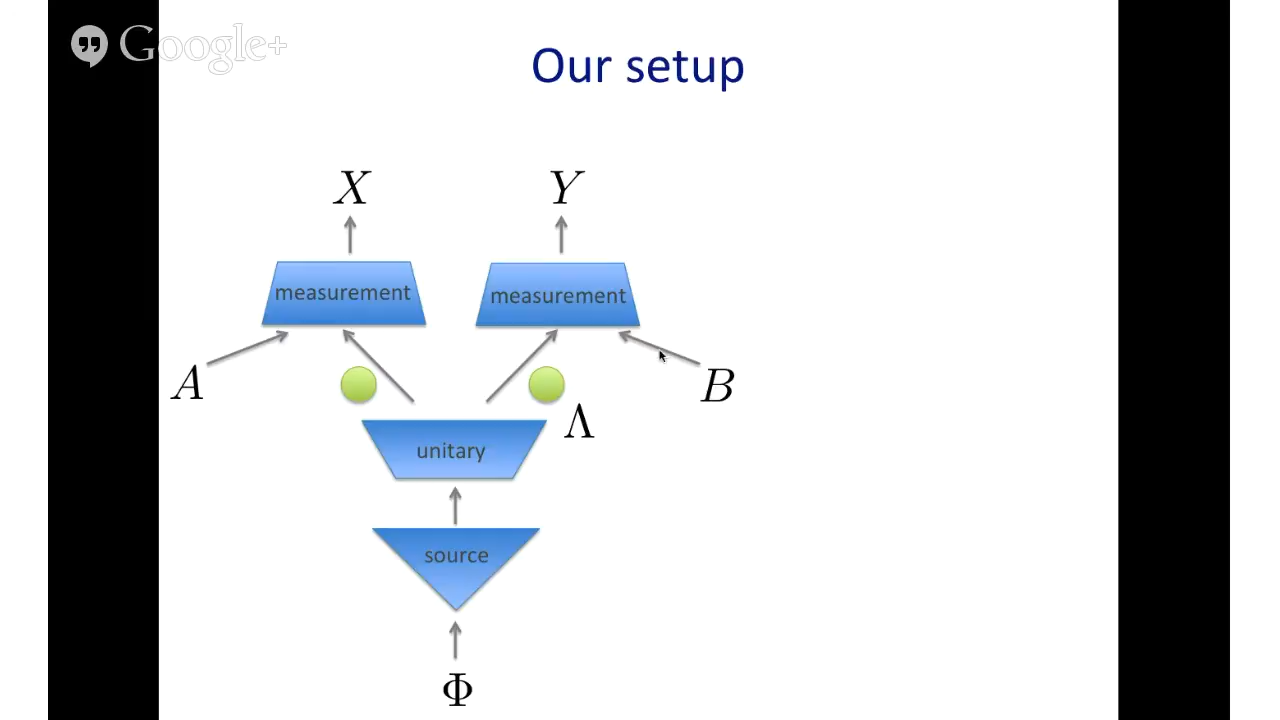 Google+
Our setup
X Y
measurement measurement
A B
Λ
unitary
source
Φ